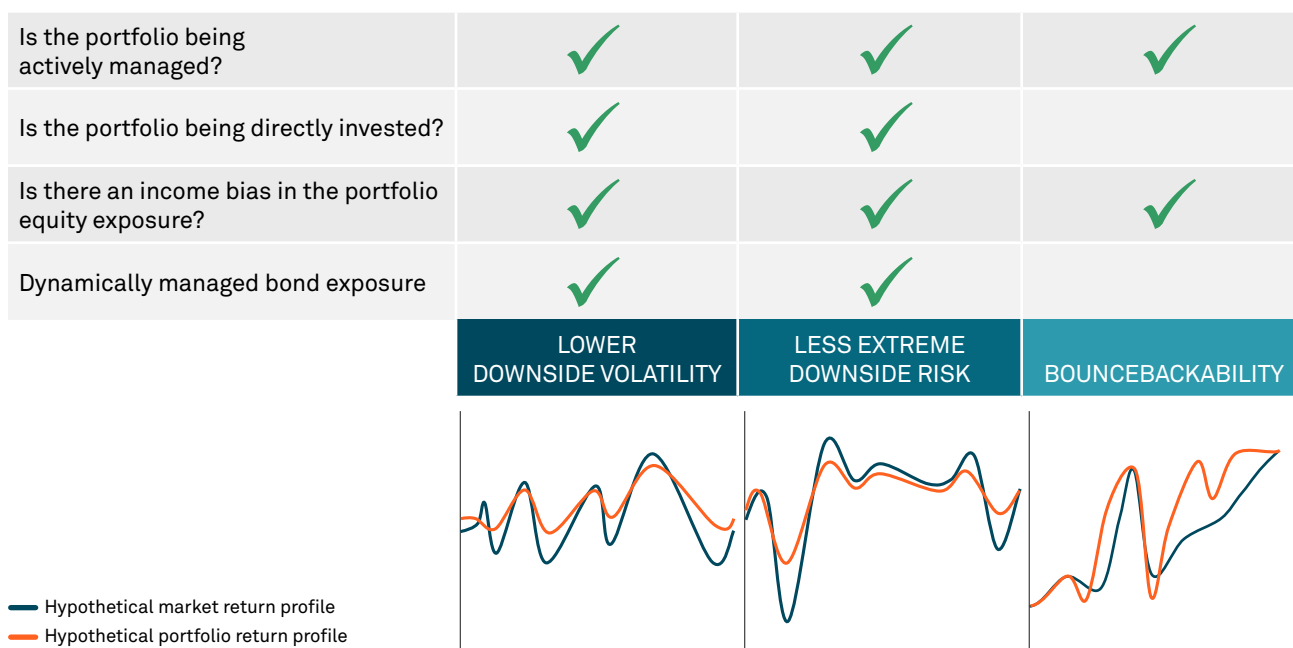 Is the portfolio being
actively managed?
Is the portfolio being directly invested?
Is there an income bias in the portfolio
equity exposure?
Dynamically managed bond exposure
LOWER
DOWNSIDE VOLATILITY
LESS EXTREME
DOWNSIDE RISK
BOUNCEBACKABILITY
Hypothetical market return profile
Hypothetical portfolio return profile